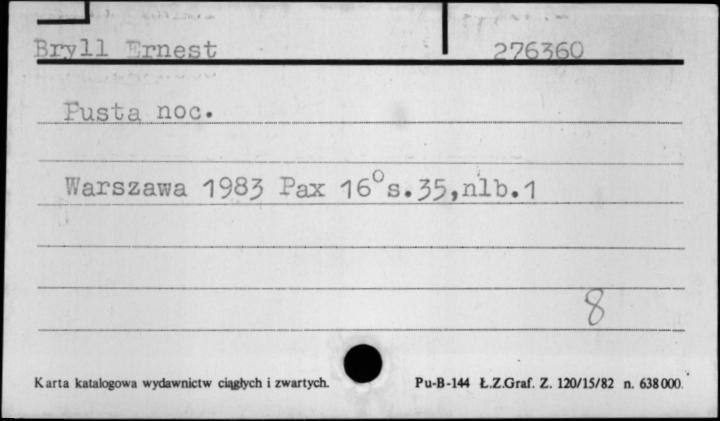 Bryll Ernest 276360
Pusta noc.
Warszawa 1983 Pax 16° s.35,nlb.1
8
Karta katalogowa wydawnictw ciągłych i zwartych. Pu-B-144 Ł.Z.Graf. Z. 120/15/82 n. 638000.